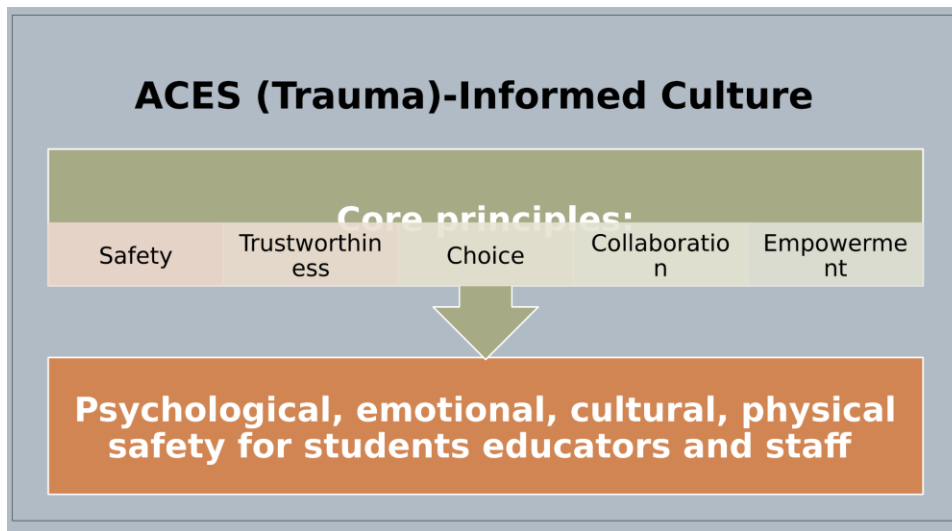 ACES (Trauma)-Informed Culture
Core principles:
Safety
Trustworthin
ess
Choice
Collaboratio
n
Empowerme
nt
Psychological, emotional, cultural, physical
safety for students educators and staff